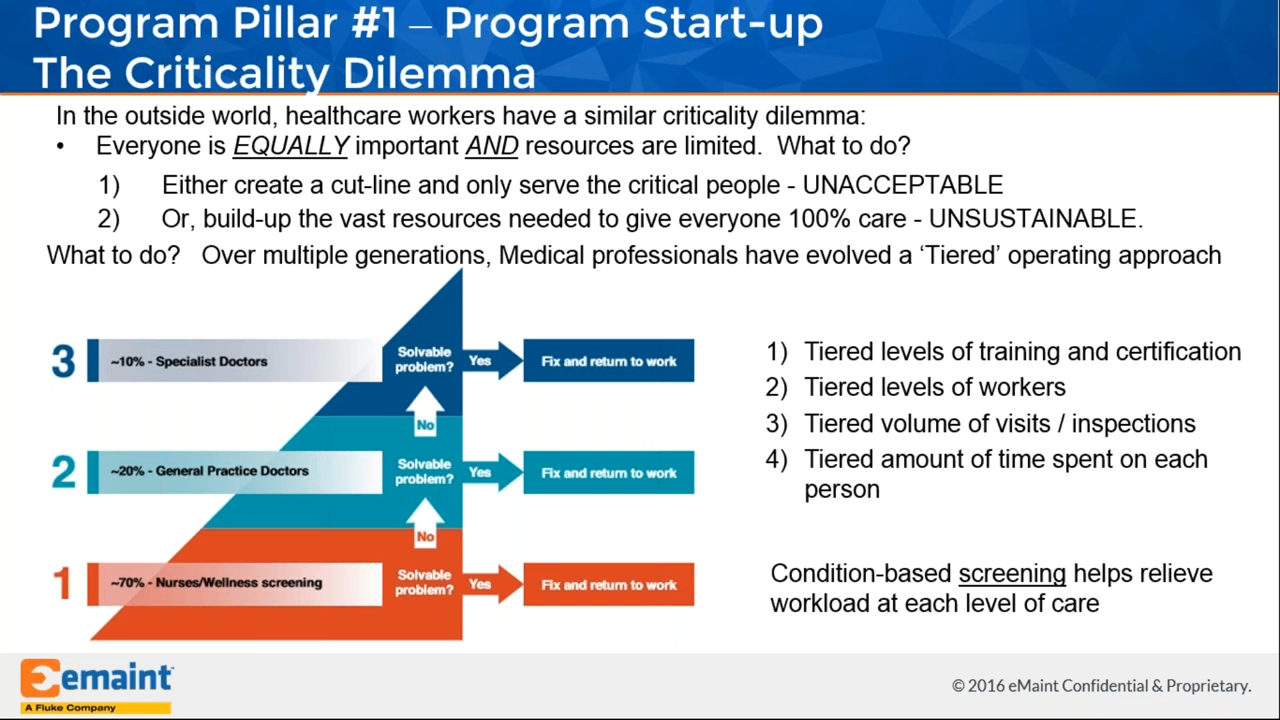 Program Pillar #1 – Program Start-up
The Criticality Dilemma
In the outside world, healthcare workers have a similar criticality dilemma:
• Everyone is EQUALLY important AND resources are limited. What to do?
1) Either create a cut-line and only serve the critical people - UNACCEPTABLE
2) Or, build-up the vast resources needed to give everyone 100% care - UNSUSTAINABLE.
What to do? Over multiple generations, Medical professionals have evolved a ‘Tiered’ operating approach
3
~10% - Specialist Doctors
Solvable
problem?
Yes
Fix and return to work
No
2
~20% - General Practice Doctors
Solvable
problem?
Yes
Fix and return to work
No
1
~70% - Nurses/Wellness screening
Solvable
problem?
Yes
Fix and return to work
1) Tiered levels of training and certification
2) Tiered levels of workers
3) Tiered volume of visits / inspections
4) Tiered amount of time spent on each
person
Condition-based screening helps relieve
workload at each level of care
emaint™
A Fluke Company
© 2016 eMaint Confidential & Proprietary.